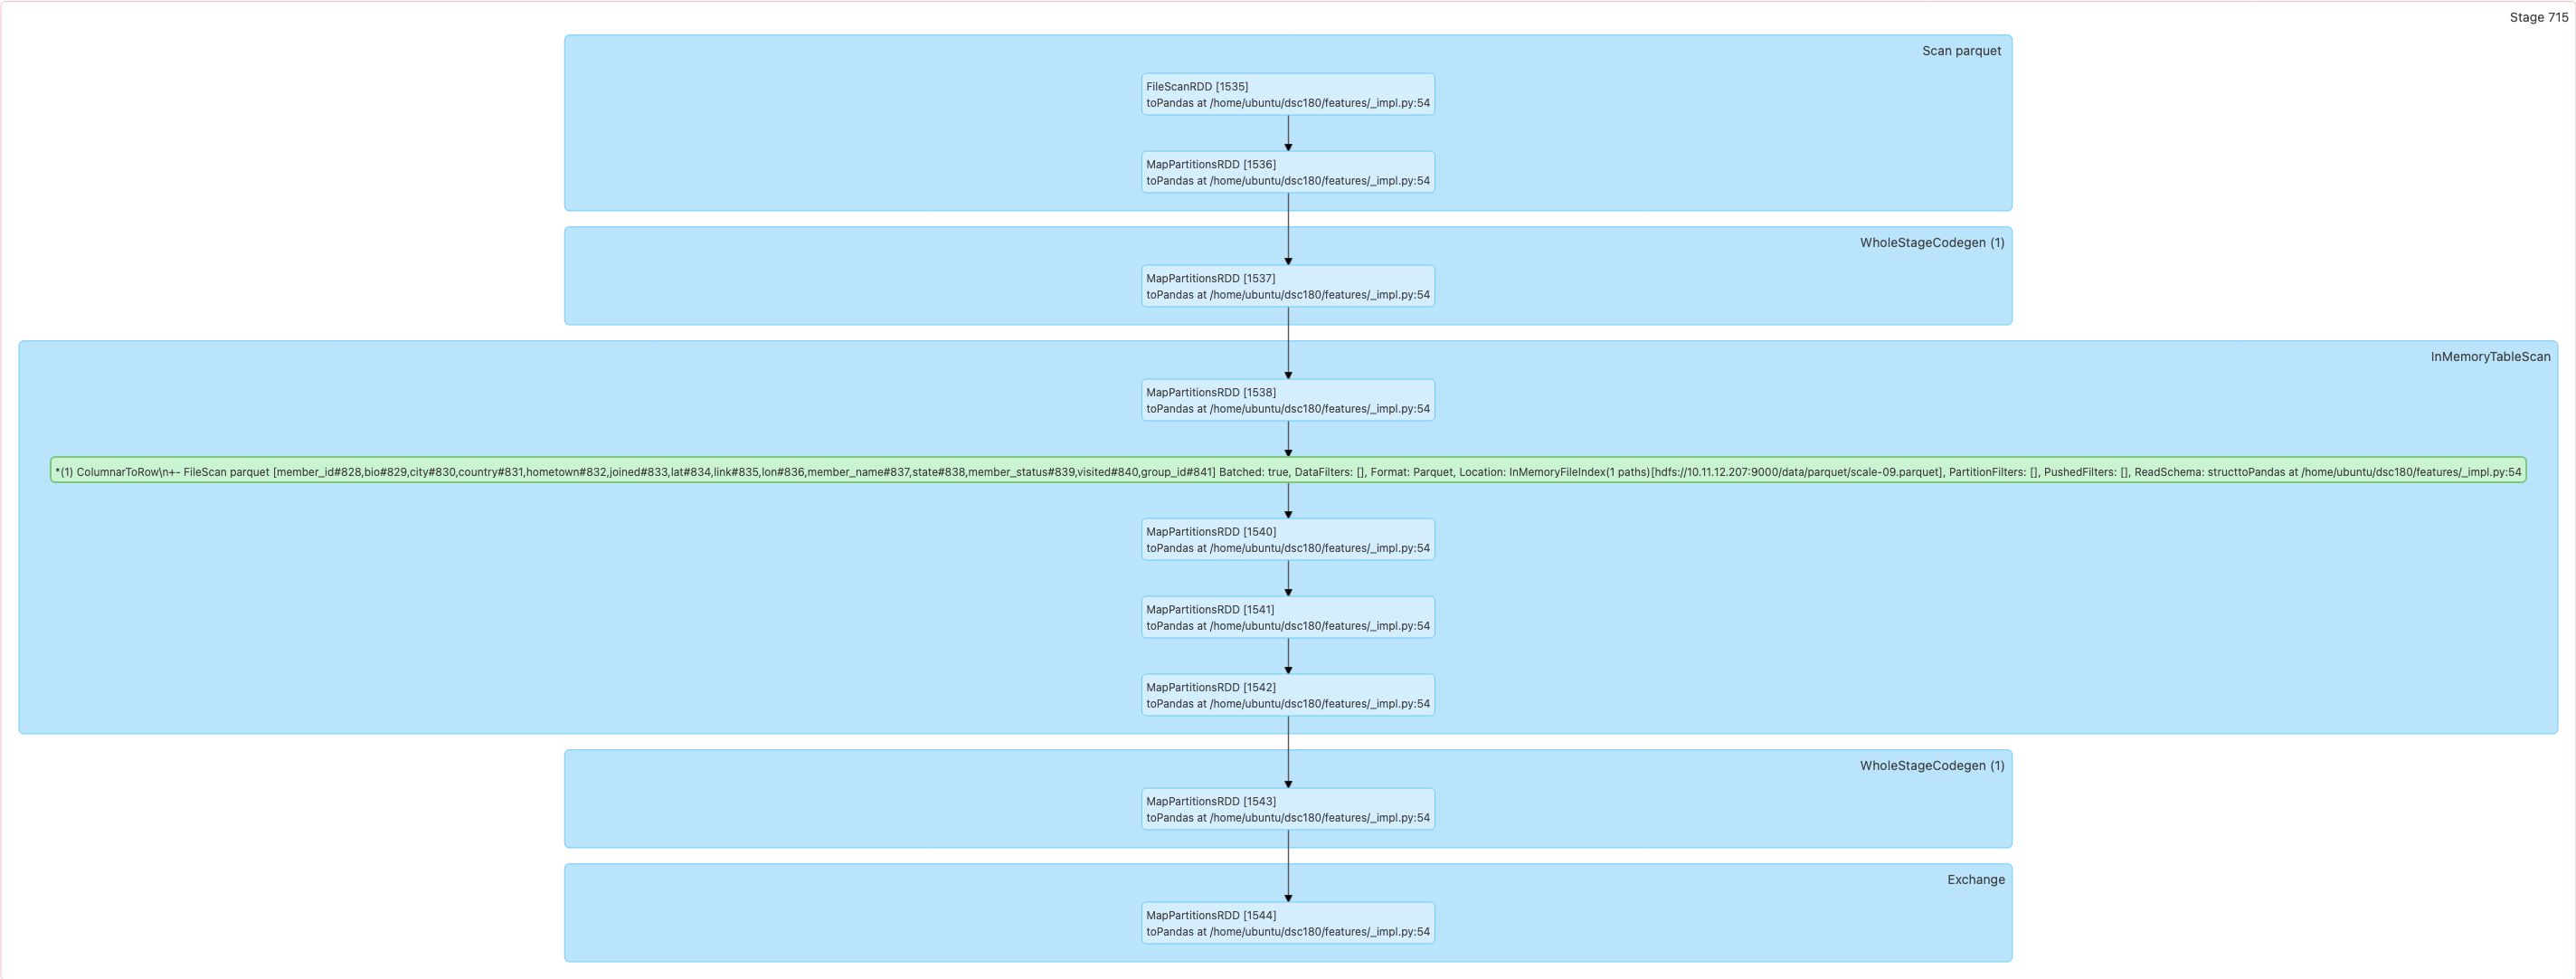 Stage 715
Scan parquet
FileScanRDD [1535]
toPandas at /home/ubuntu/dsc180/features/_impl.py:54
MapPartitionsRDD [1536]
toPandas at /home/ubuntu/dsc180/features/_impl.py:54
WholeStageCodegen (1)
MapPartitionsRDD [1537]
toPandas at /home/ubuntu/dsc180/features/_impl.py:54
InMemoryTableScan
MapPartitionsRDD [1538]
toPandas at /home/ubuntu/dsc180/features/_impl.py:54
*(1) ColumnarToRow\n+- FileScan parquet [member_id#828,bio#829,city#830,country#831,hometown#832,joined#833,lat#834,link#835,lon#836,member_name#837,state#838,member_status#839,visited#840,group_id#841] Batched: true, DataFilters: [], Format: Parquet, Location: InMemoryFileIndex(1 paths)[hdfs://10.11.12.207:9000/data/parquet/scale-09.parquet], PartitionFilters: [], PushedFilters: [], ReadSchema: structtoPandas at /home/ubuntu/dsc180/features/_impl.py:54
MapPartitionsRDD [1540]
toPandas at /home/ubuntu/dsc180/features/_impl.py:54
MapPartitionsRDD [1541]
toPandas at /home/ubuntu/dsc180/features/_impl.py:54
MapPartitionsRDD [1542]
toPandas at /home/ubuntu/dsc180/features/_impl.py:54
WholeStageCodegen (1)
MapPartitionsRDD [1543]
toPandas at /home/ubuntu/dsc180/features/_impl.py:54
Exchange
MapPartitionsRDD [1544]
toPandas at /home/ubuntu/dsc180/features/_impl.py:54